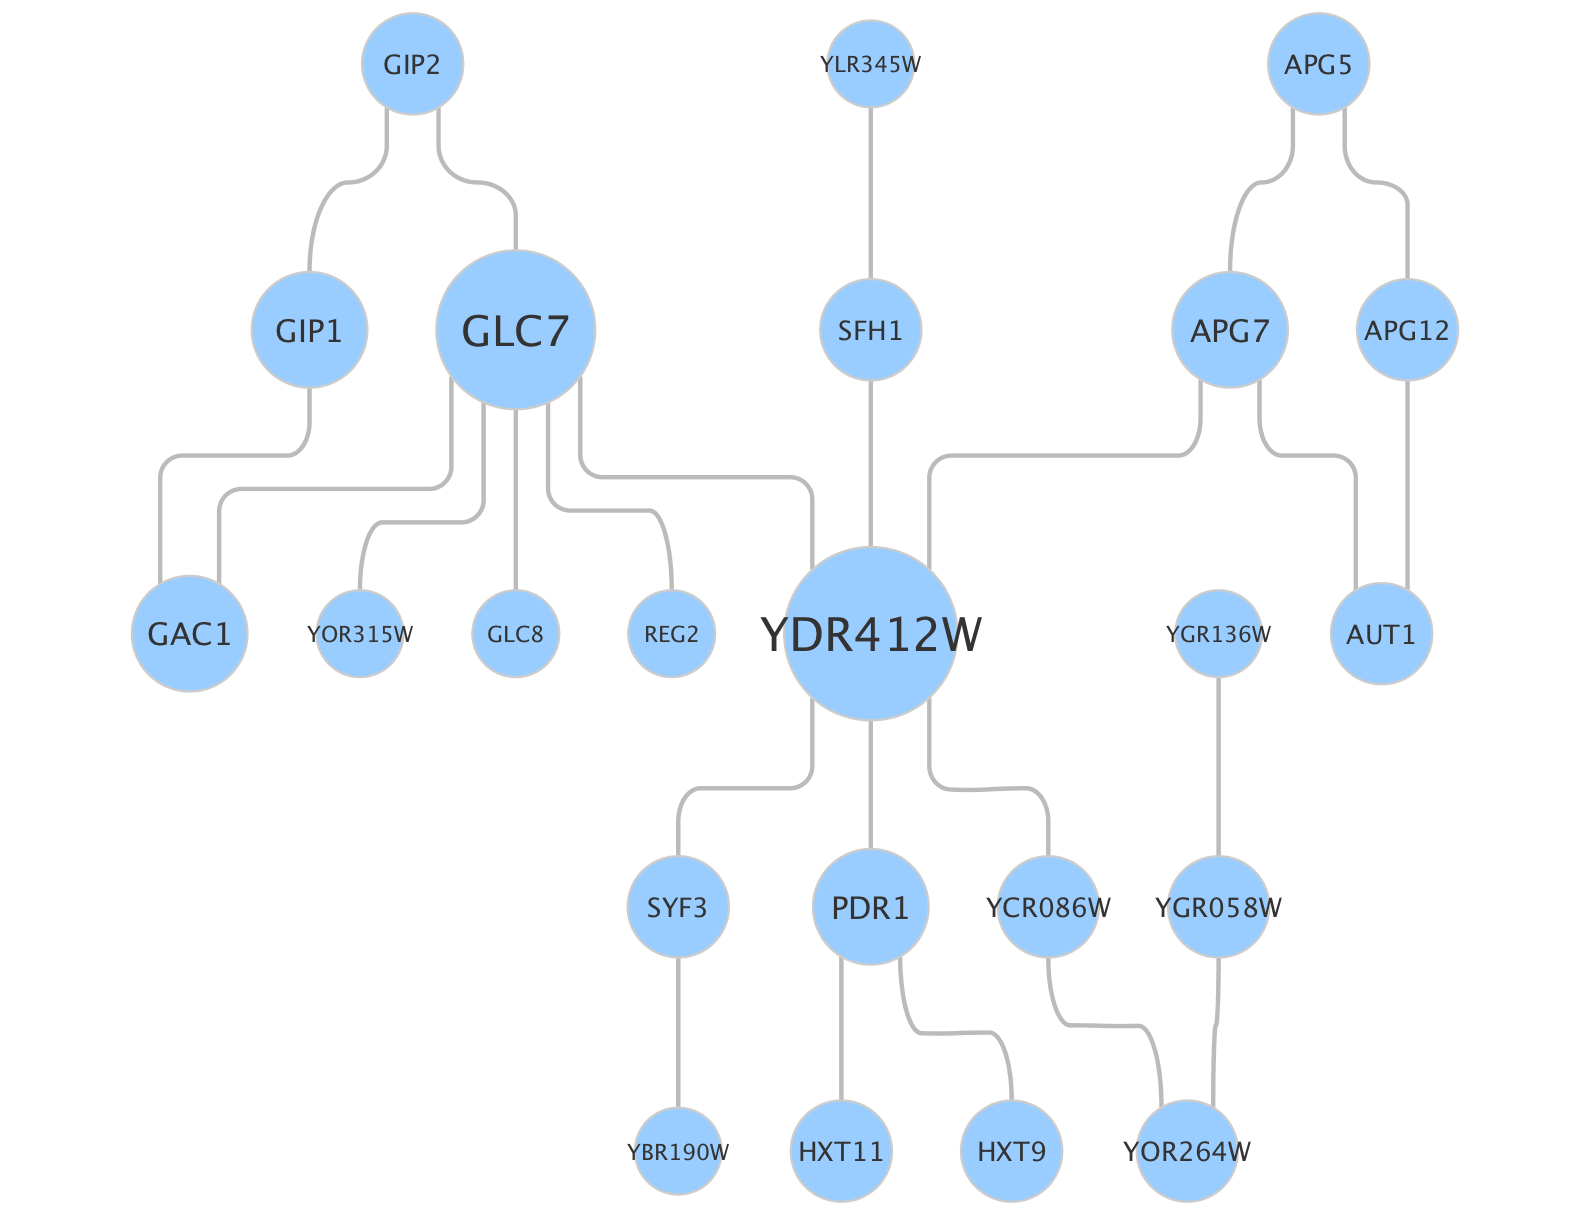 GIP2
YLR345W
APG5
GIP1
GLC7
SFH1
APG7
APG12
GAC1
YOR315W
GLC8
REG2
YDR412W
YGR136W
AUT1
SYF3
PDR1
YCR086W
YGR058W
YBR190W
HXT11
HXT9
YOR264W